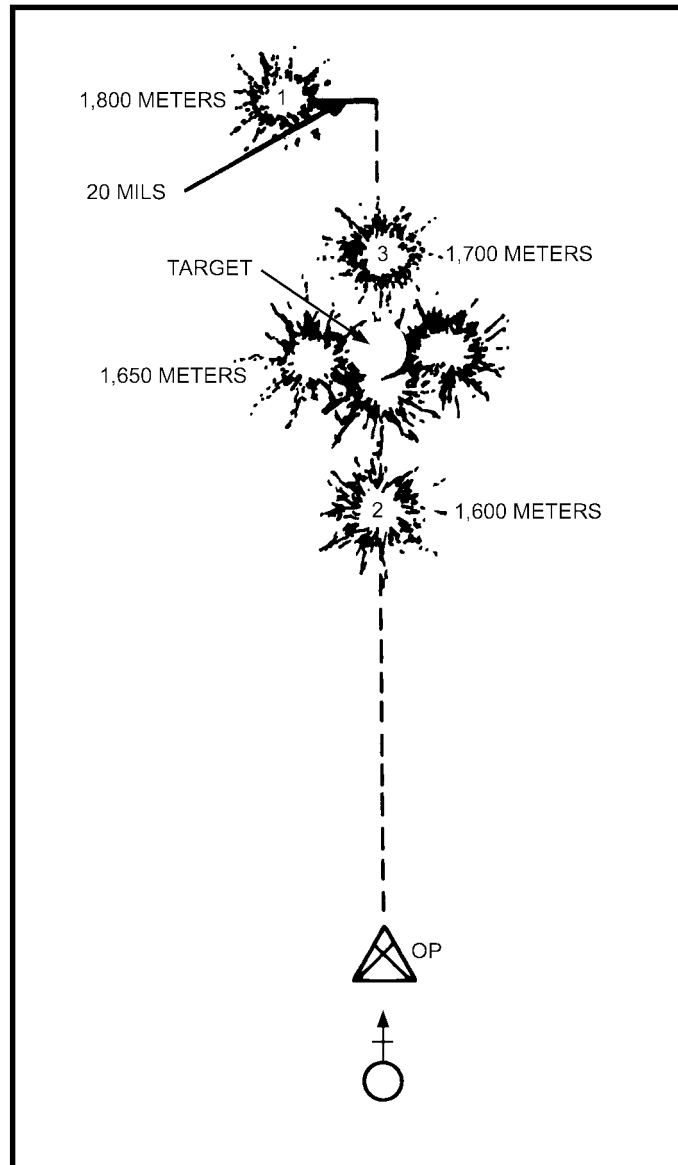 1
1,800 METERS
20 MILS
3
1,700 METERS
TARGET
1,650 METERS
2
1,600 METERS
OP